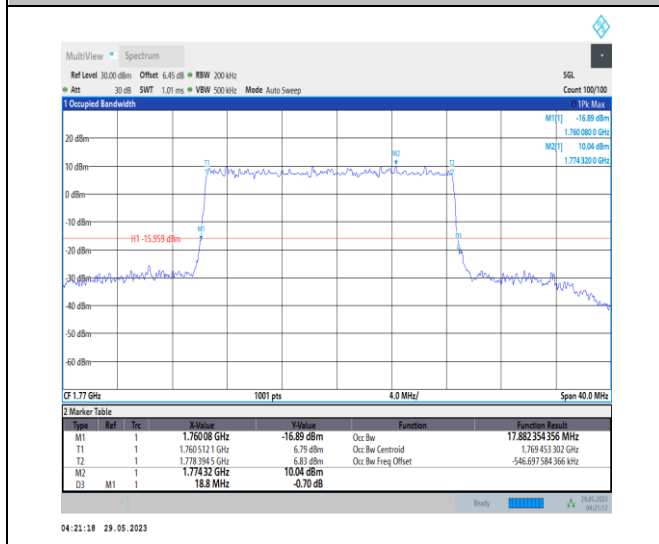 MultiView Spectrum
Ref Level 30.00 dBm Offset 6.45 dB RBW 200 kHz SGL
Att 30 dB SWT 1.01 ms VBW 500 kHz Mode Auto Sweep Count 100/100
1 Occupied Bandwidth 1Pk Max
M1[1] -16.89 dBm
1.760 080 0 GHz
M2[1] 10.04 dBm
1.774 320 0 GHz
20 dBm
M2
T1 T2
10 dBm
0 dBm
-10 dBm
M1
D3
H1 -15.959 dBm
-20 dBm
-30 dBm
-40 dBm
-50 dBm
-60 dBm
CF 1.77 GHz 1001 pts 4.0 MHz/ Span 40.0 MHz
2 Marker Table
Type Ref Trc X-Value Y-Value Function Function Result
M1 1 1.76008 GHz -16.89 dBm Occ Bw 17.882 354 356 MHz
T1 1 1.760 512 1 GHz 6.79 dBm Occ Bw Centroid 1.769 453 302 GHz
T2 1 1.778 394 5 GHz 6.83 dBm Occ Bw Freq Offset -546.697 584 366 kHz
M2 1 1.77432 GHz 10.04 dBm
D3 M1 1 18.8 MHz -0.70 dB
Ready 29.05.2023
04:21:17
04:21:18 29.05.2023